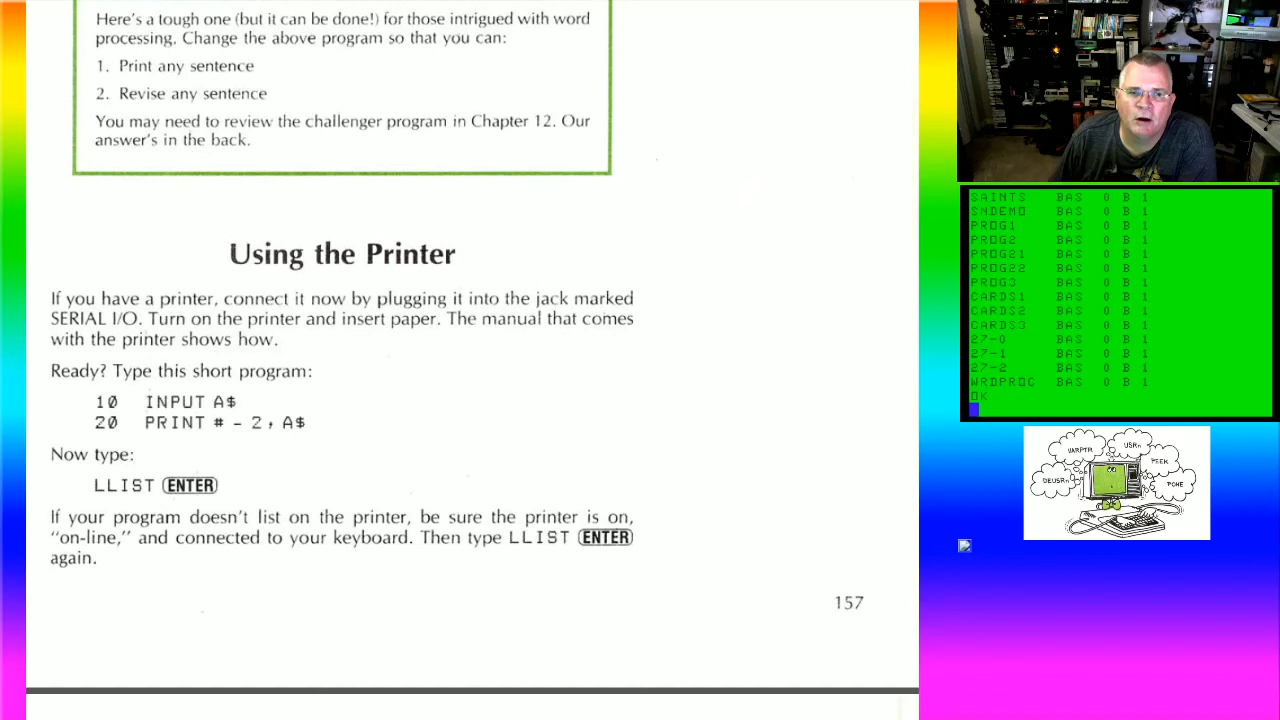 Here's a tough one (but it can be done!) for those intrigued with word
processing. Change the above program so that you can:
1. Print any sentence
2. Revise any sentence
You may need to review the challenger program in Chapter 12. Our
answer's in the back.
Using the Printer
If you have a printer, connect it now by plugging it into the jack marked
SERIAL I/O. Turn on the printer and insert paper. The manual that comes
with the printer shows how.
Ready? Type this short program:
10 INPUT A$
20 PRINT # - 2, A$
Now type:
LLIST ENTER
If your program doesn't list on the printer, be sure the printer is on,
"on-line," and connected to your keyboard. Then type LLIST ENTER
again.
157
SAINTS BAS 0 B 1
SNDEMO BAS 0 B 1
PROG1 BAS 0 B 1
PROG2 BAS 0 B 1
PROG21 BAS 0 B 1
PROG22 BAS 0 B 1
PROG3 BAS 0 B 1
CARDS1 BAS 0 B 1
CARDS2 BAS 0 B 1
CARDS3 BAS 0 B 1
27-0 BAS 0 B 1
27-1 BAS 0 B 1
27-2 BAS 0 B 1
WRDPROC BAS 0 B 1
OK
VARPTR
USRn
PEEK
DEUSRn
POKE